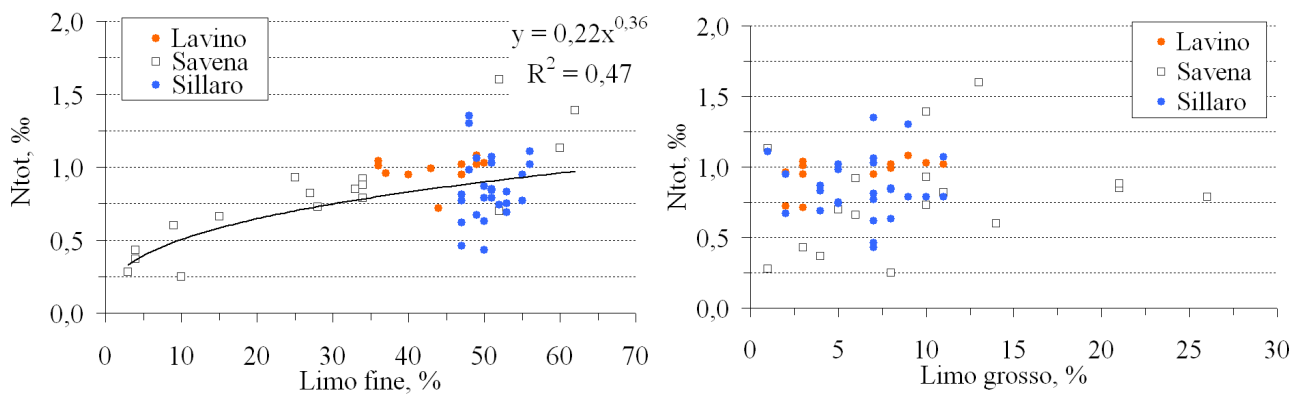 2,0
1,5
1,0
0,5
0,0
Ntot, ‰
Lavino
Savena
Sillaro
y = 0,22x^0,36
R² = 0,47
0 10 20 30 40 50 60 70
Limo fine, %
2,0
1,5
1,0
0,5
0,0
Ntot, ‰
Lavino
Savena
Sillaro
0 5 10 15 20 25 30
Limo grosso, %